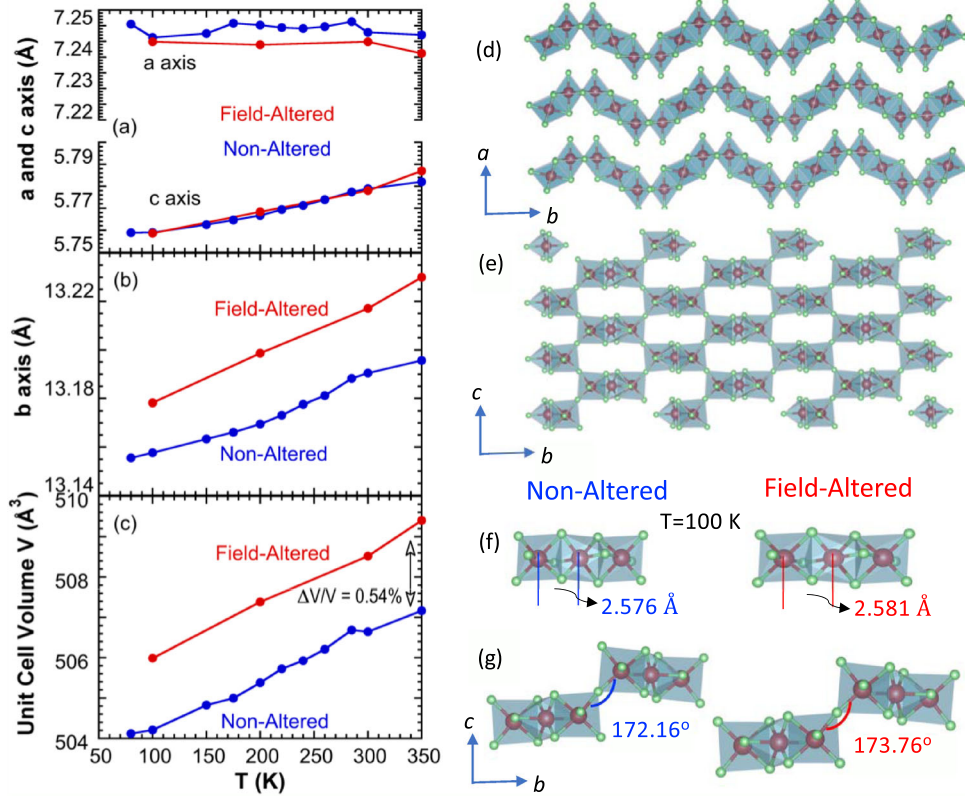 7.25
7.24
7.23
7.22
a axis
(a)
Field-Altered
Non-Altered
5.79
5.77
5.75
c axis
a and c axis (Å)
(b)
13.22
13.18
13.14
Field-Altered
Non-Altered
b axis (Å)
(c)
510
508
506
504
Field-Altered
ΔV/V = 0.54%
Non-Altered
Unit Cell Volume V (Å³)
50 100 150 200 250 300 350
T (K)
(d)
a
b
(e)
c
b
Non-Altered Field-Altered
T=100 K
(f)
2.576 Å 2.581 Å
(g)
172.16° 173.76°
c
b